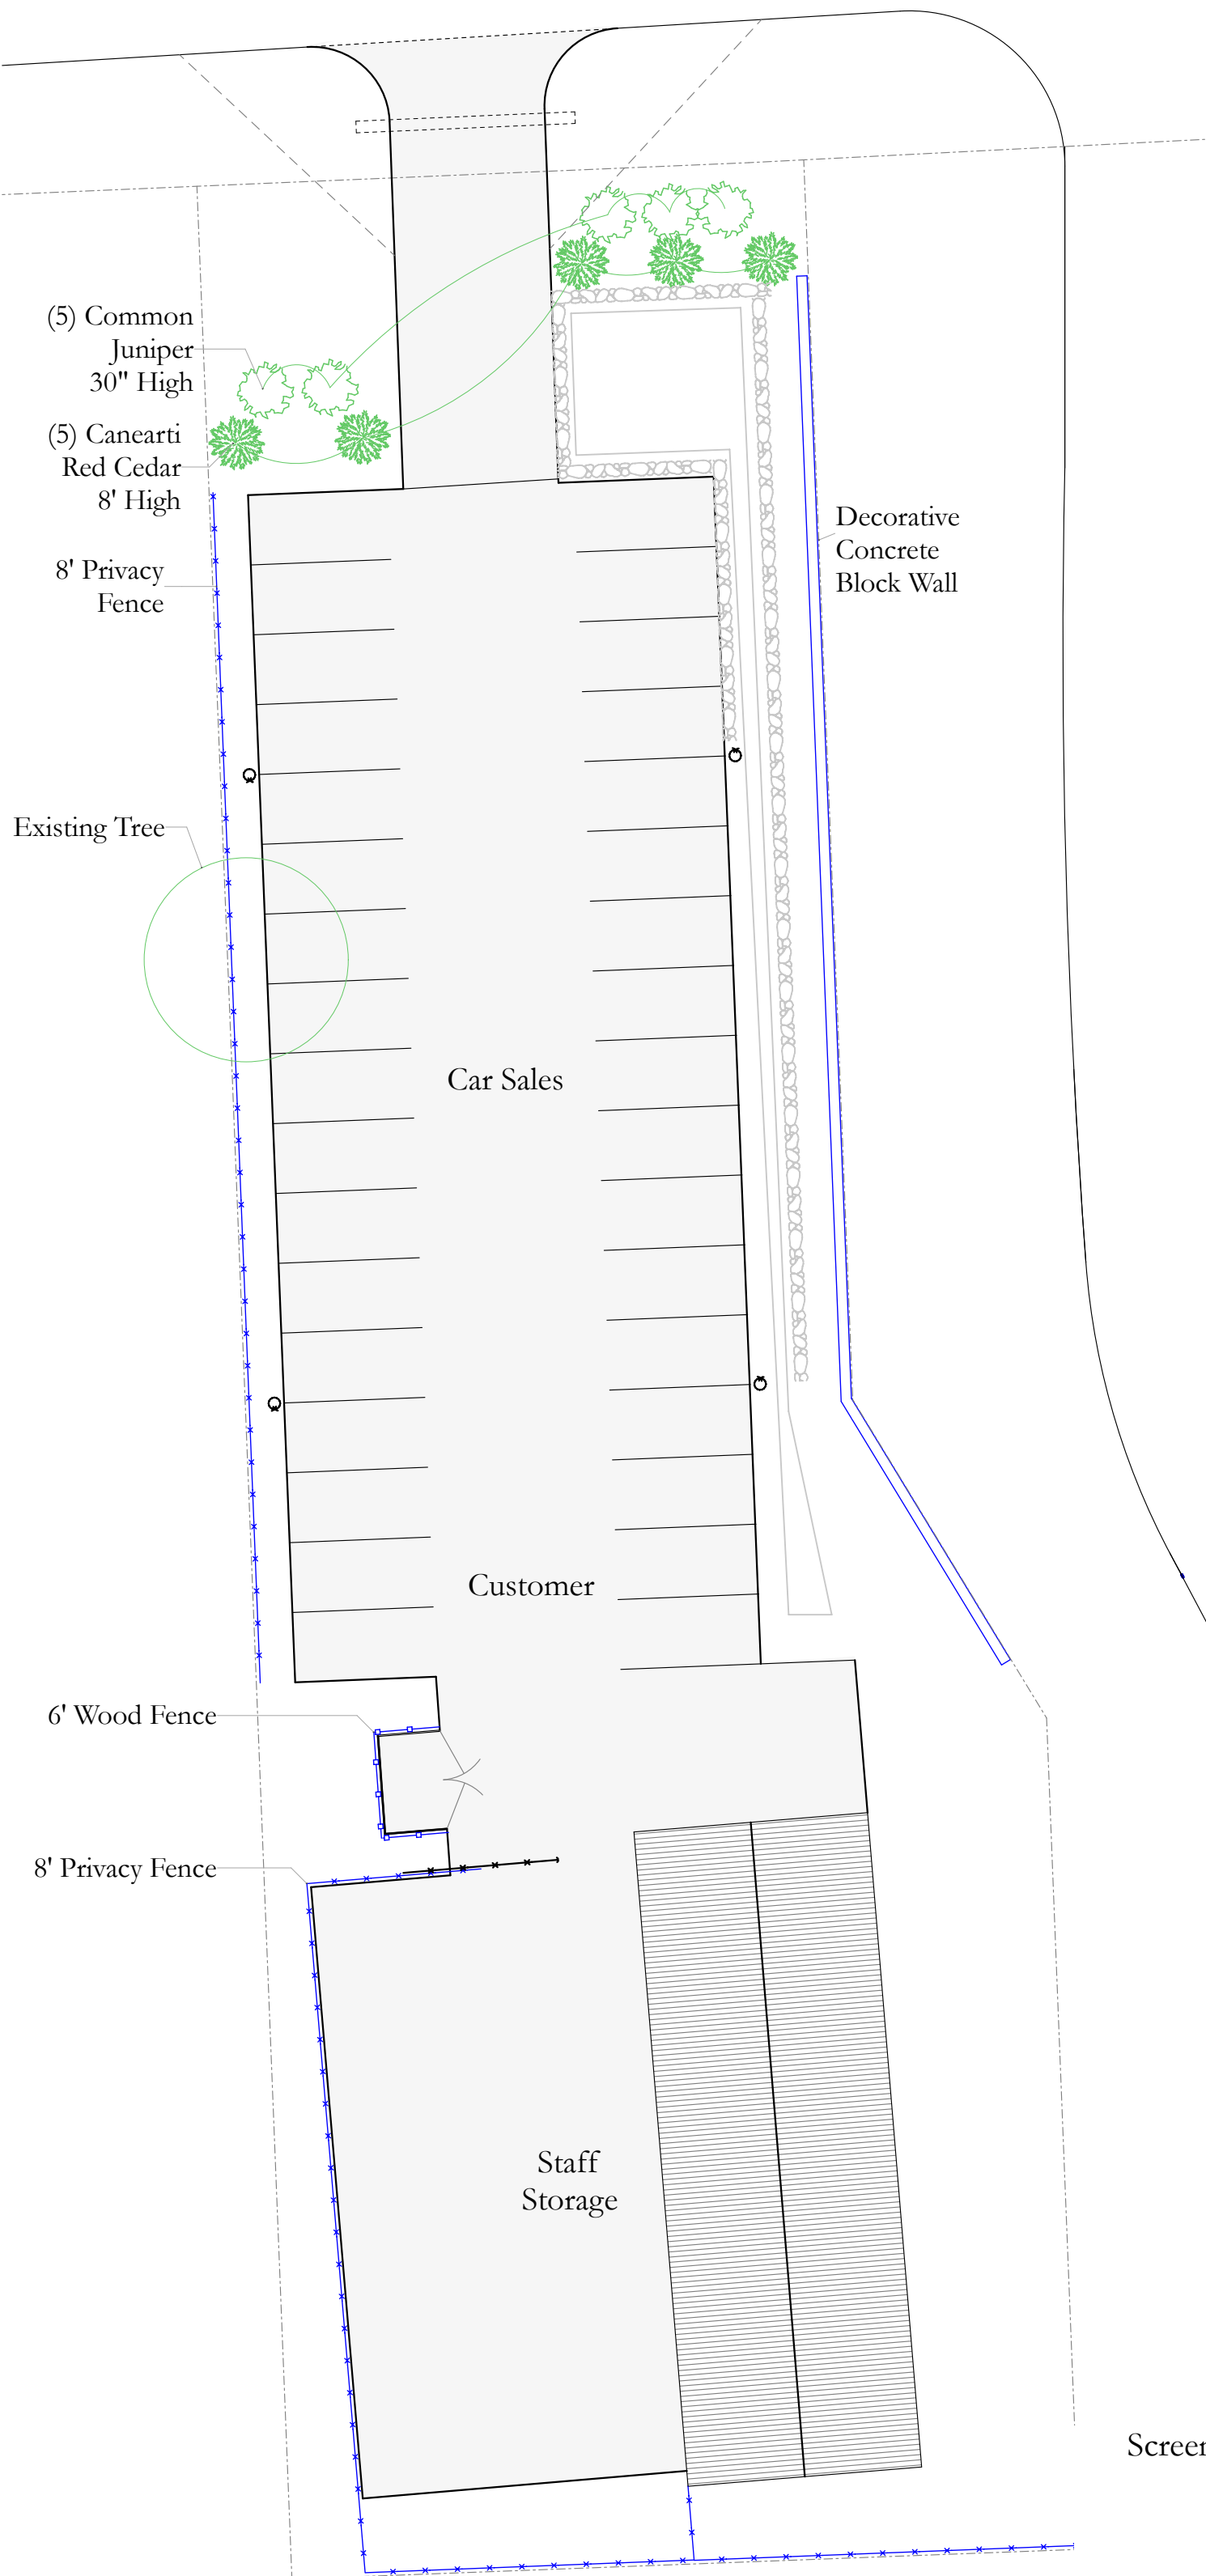 (5) Common
Juniper
30" High
(5) Canearti
Red Cedar
8' High
Decorative
Concrete
Block Wall
8' Privacy
Fence
Existing Tree
Car Sales
Customer
6' Wood Fence
8' Privacy Fence
Staff
Storage